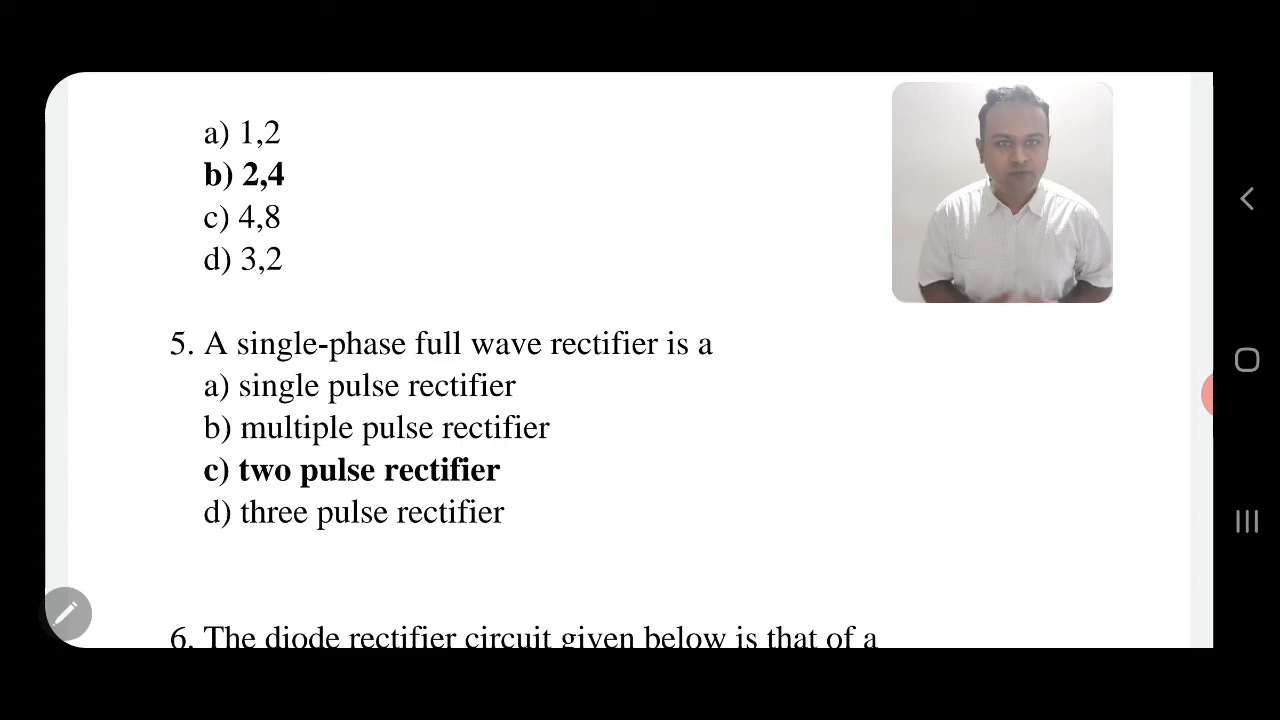 a) 1,2
b) 2,4
c) 4,8
d) 3,2
5. A single-phase full wave rectifier is a
a) single pulse rectifier
b) multiple pulse rectifier
c) two pulse rectifier
d) three pulse rectifier
6. The diode rectifier circuit given below is that of a